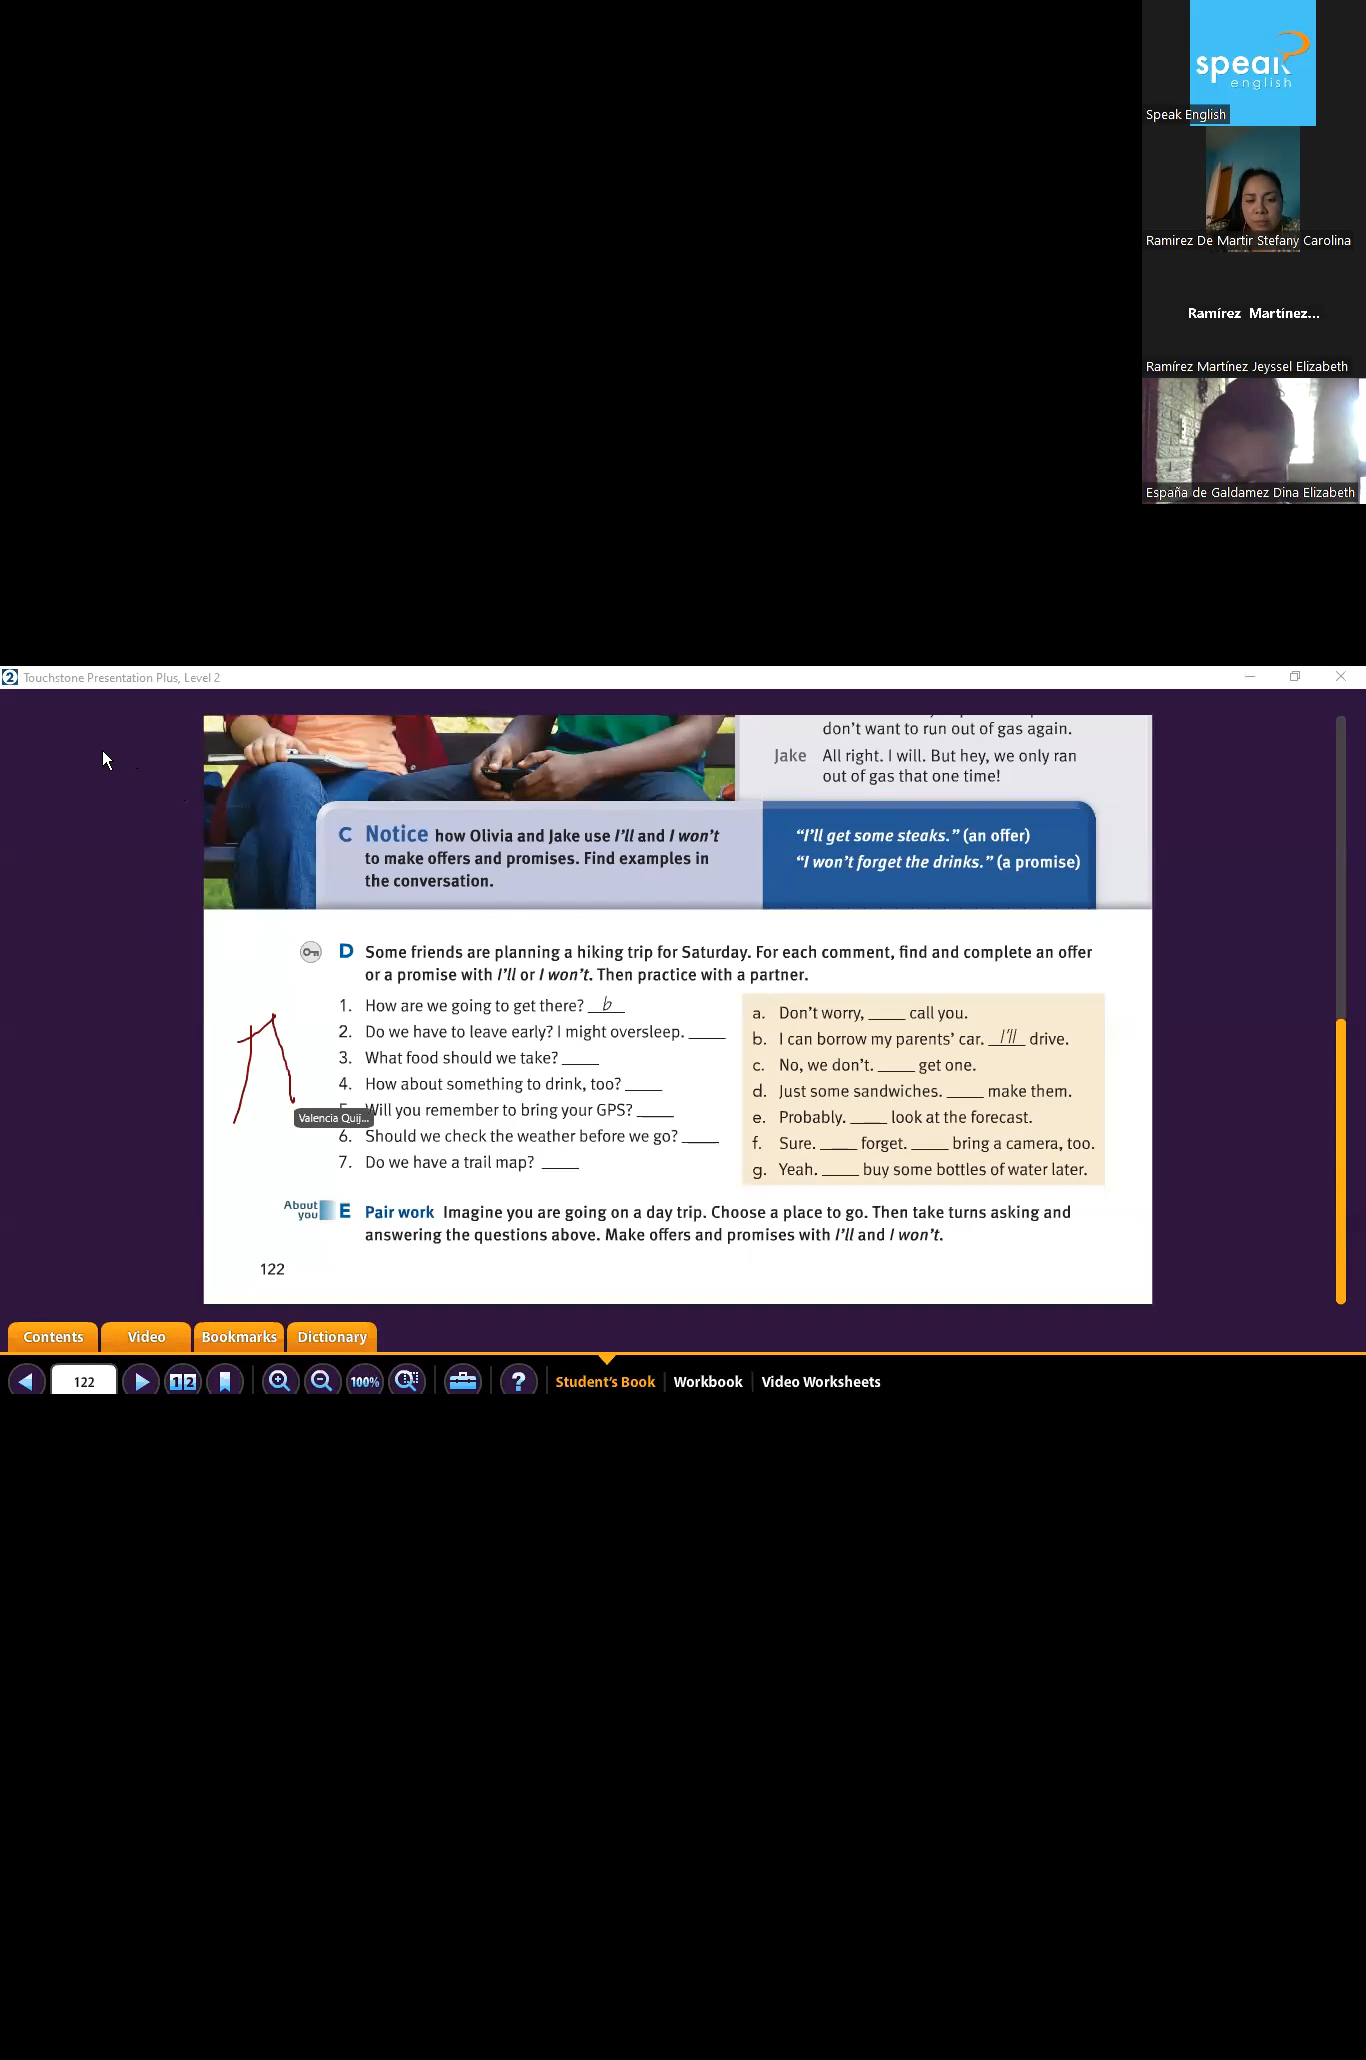 speak
english
Speak English
Ramirez De Martir Stefany Carolina
Ramírez Martínez...
Ramírez Martínez Jeyssel Elizabeth
España de Galdamez Dina Elizabeth
Touchstone Presentation Plus, Level 2
don't want to run out of gas again.
Jake All right. I will. But hey, we only ran
out of gas that one time!
C Notice how Olivia and Jake use I'll and I won't
to make offers and promises. Find examples in
the conversation.
"I'll get some steaks." (an offer)
"I won't forget the drinks." (a promise)
D Some friends are planning a hiking trip for Saturday. For each comment, find and complete an offer
or a promise with I'll or I won't. Then practice with a partner.
1. How are we going to get there? b
2. Do we have to leave early? I might oversleep. ____
3. What food should we take? ____
4. How about something to drink, too? ____
Will you remember to bring your GPS? ____
Valencia Quij...
6. Should we check the weather before we go? ____
7. Do we have a trail map? ____
a. Don't worry, ____ call you.
b. I can borrow my parents' car. I'll drive.
c. No, we don't. ____ get one.
d. Just some sandwiches. ____ make them.
e. Probably. ____ look at the forecast.
f. Sure. ____ forget. ____ bring a camera, too.
g. Yeah. ____ buy some bottles of water later.
About
you
E Pair work Imagine you are going on a day trip. Choose a place to go. Then take turns asking and
answering the questions above. Make offers and promises with I'll and I won't.
122
Contents Video Bookmarks Dictionary
122 12 100% ? Student's Book Workbook Video Worksheets